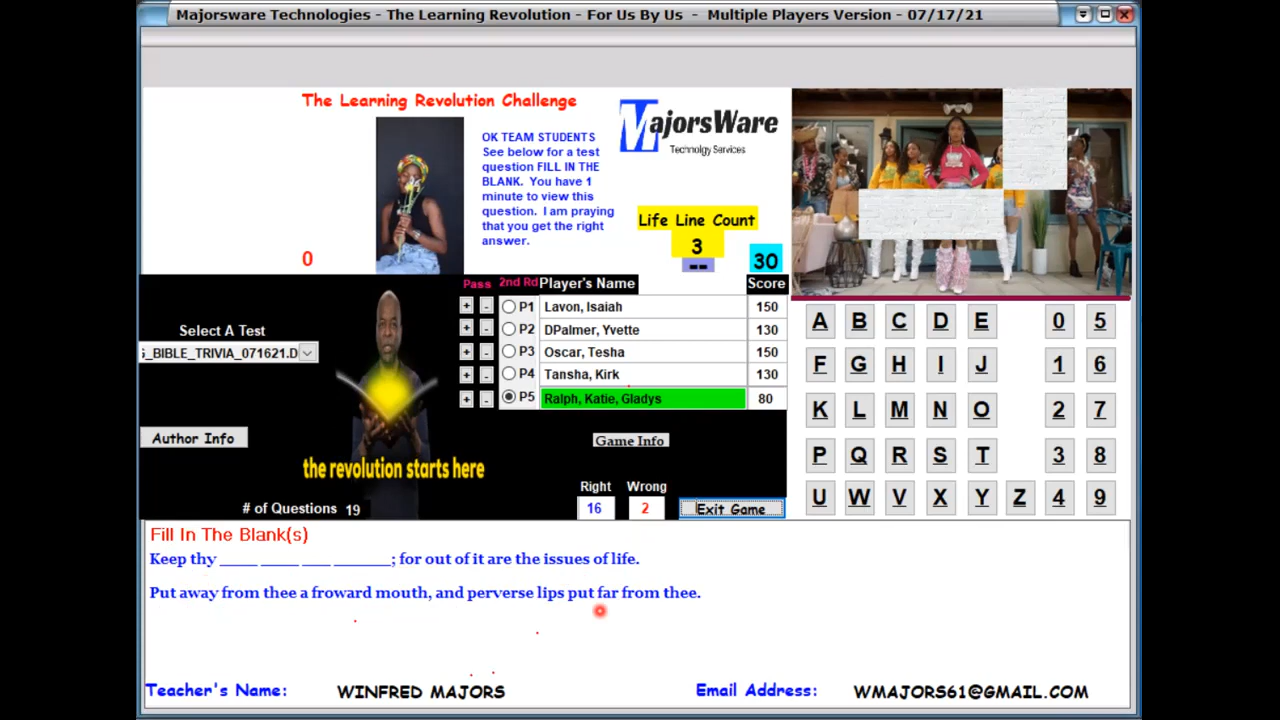 Majorsware Technologies - The Learning Revolution - For Us By Us - Multiple Players Version - 07/17/21
The Learning Revolution Challenge
MajorsWare
Technolgy Services
OK TEAM STUDENTS
See below for a test
question FILL IN THE
BLANK. You have 1
minute to view this
question. I am praying
that you get the right
answer.
0
Life Line Count
3
--
30
Pass 2nd Rd Player's Name Score
+ - P1 Lavon, Isaiah 150
+ - P2 DPalmer, Yvette 130
+ - P3 Oscar, Tesha 150
+ - P4 Tansha, Kirk 130
+ - P5 Ralph, Katie, Gladys 80
Select A Test
_BIBLE_TRIVIA_071621.D
Author Info
the revolution starts here
Game Info
Right Wrong
# of Questions 19
16 2 Exit Game
A B C D E 0 5
F G H I J 1 6
K L M N O 2 7
P Q R S T 3 8
U W V X Y Z 4 9
Fill In The Blank(s)
Keep thy _____ _____ ____ _______; for out of it are the issues of life.
Put away from thee a froward mouth, and perverse lips put far from thee.
Teacher's Name: WINFRED MAJORS Email Address: WMAJORS61@GMAIL.COM